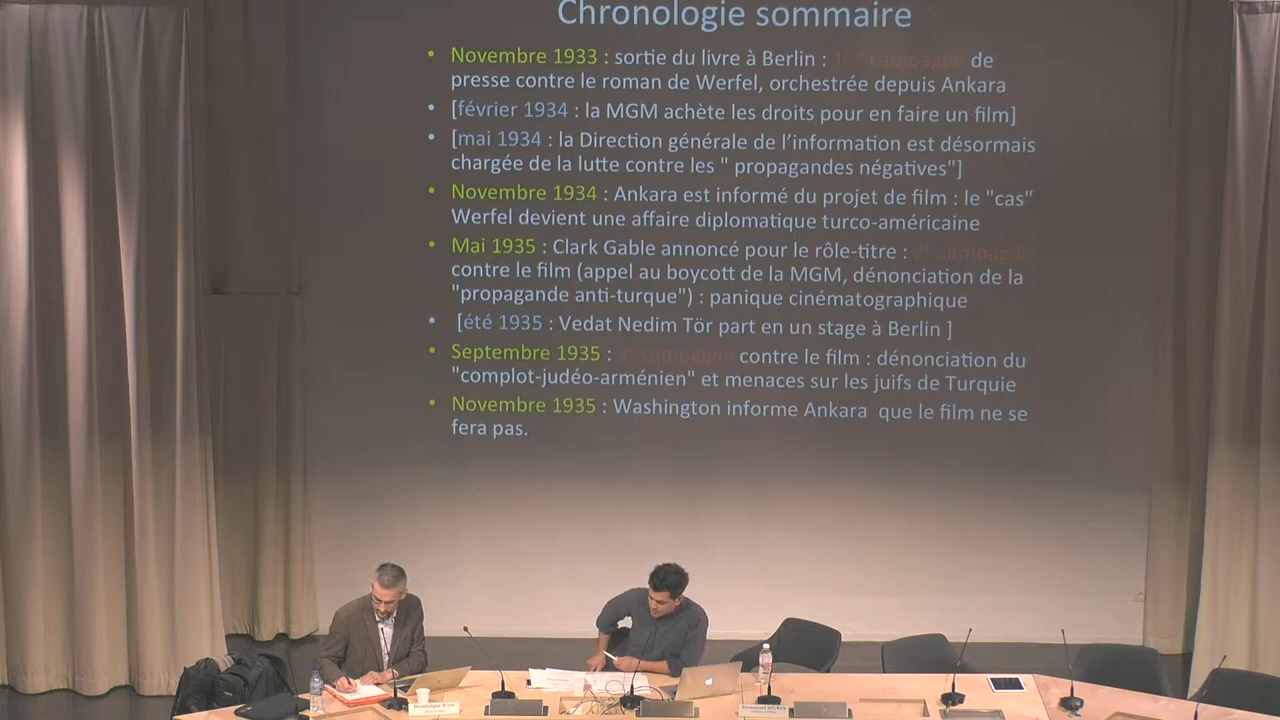 Chronologie sommaire
• Novembre 1933 : sortie du livre à Berlin : 1e campagne de
presse contre le roman de Werfel, orchestrée depuis Ankara
• [février 1934 : la MGM achète les droits pour en faire un film]
• [mai 1934 : la Direction générale de l'information est désormais
chargée de la lutte contre les " propagandes négatives"]
• Novembre 1934 : Ankara est informé du projet de film : le "cas"
Werfel devient une affaire diplomatique turco-américaine
• Mai 1935 : Clark Gable annoncé pour le rôle-titre : 2e campagne
contre le film (appel au boycott de la MGM, dénonciation de la
"propagande anti-turque") : panique cinématographique
• [été 1935 : Vedat Nedim Tör part en un stage à Berlin ]
• Septembre 1935 : 3e campagne contre le film : dénonciation du
"complot-judéo-arménien" et menaces sur les juifs de Turquie
• Novembre 1935 : Washington informe Ankara que le film ne se
fera pas.